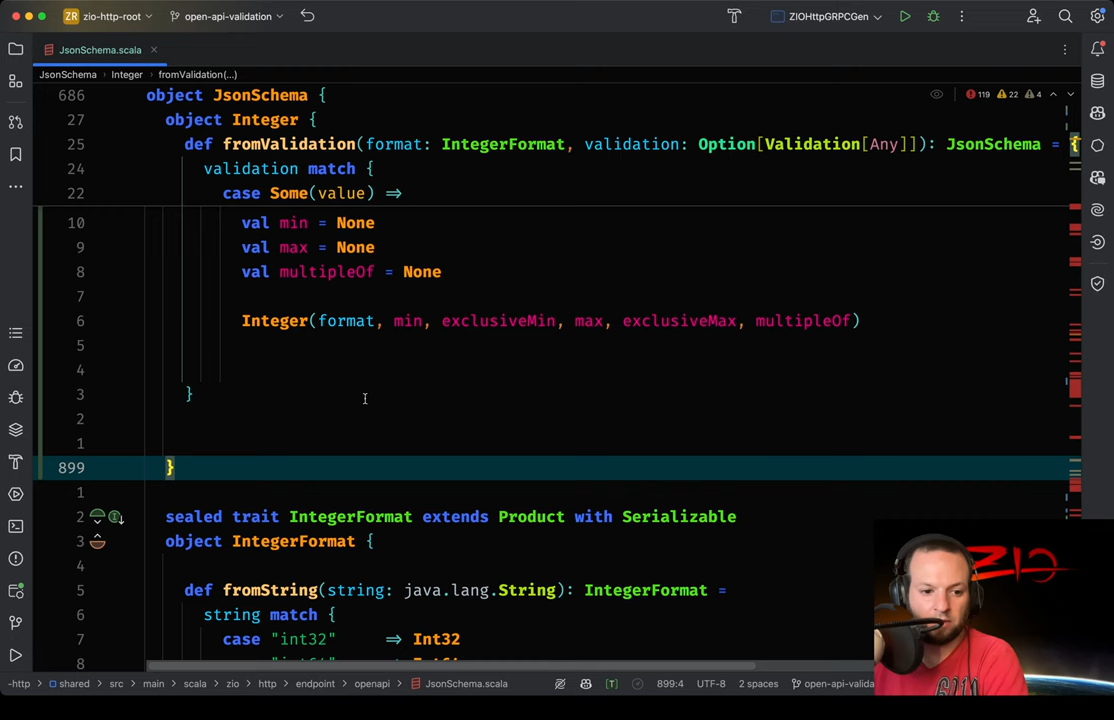 ZR zio-http-root open-api-validation ZIOHttpGRPCGen
JsonSchema.scala
JsonSchema Integer fromValidation(...)
686 object JsonSchema { 119 22 4
27 object Integer {
25 def fromValidation(format: IntegerFormat, validation: Option[Validation[Any]]): JsonSchema = {
24 validation match {
22 case Some(value) =>
10 val min = None
9 val max = None
8 val multipleOf = None
7
6 Integer(format, min, exclusiveMin, max, exclusiveMax, multipleOf)
5
4
3 }
2
1
899 }
1
2 sealed trait IntegerFormat extends Product with Serializable
3 object IntegerFormat {
4
5 def fromString(string: java.lang.String): IntegerFormat =
6 string match {
7 case "int32" => Int32
8
ZIO
-http shared src main scala zio http endpoint openapi JsonSchema.scala [T] 899:4 UTF-8 2 spaces open-api-valida